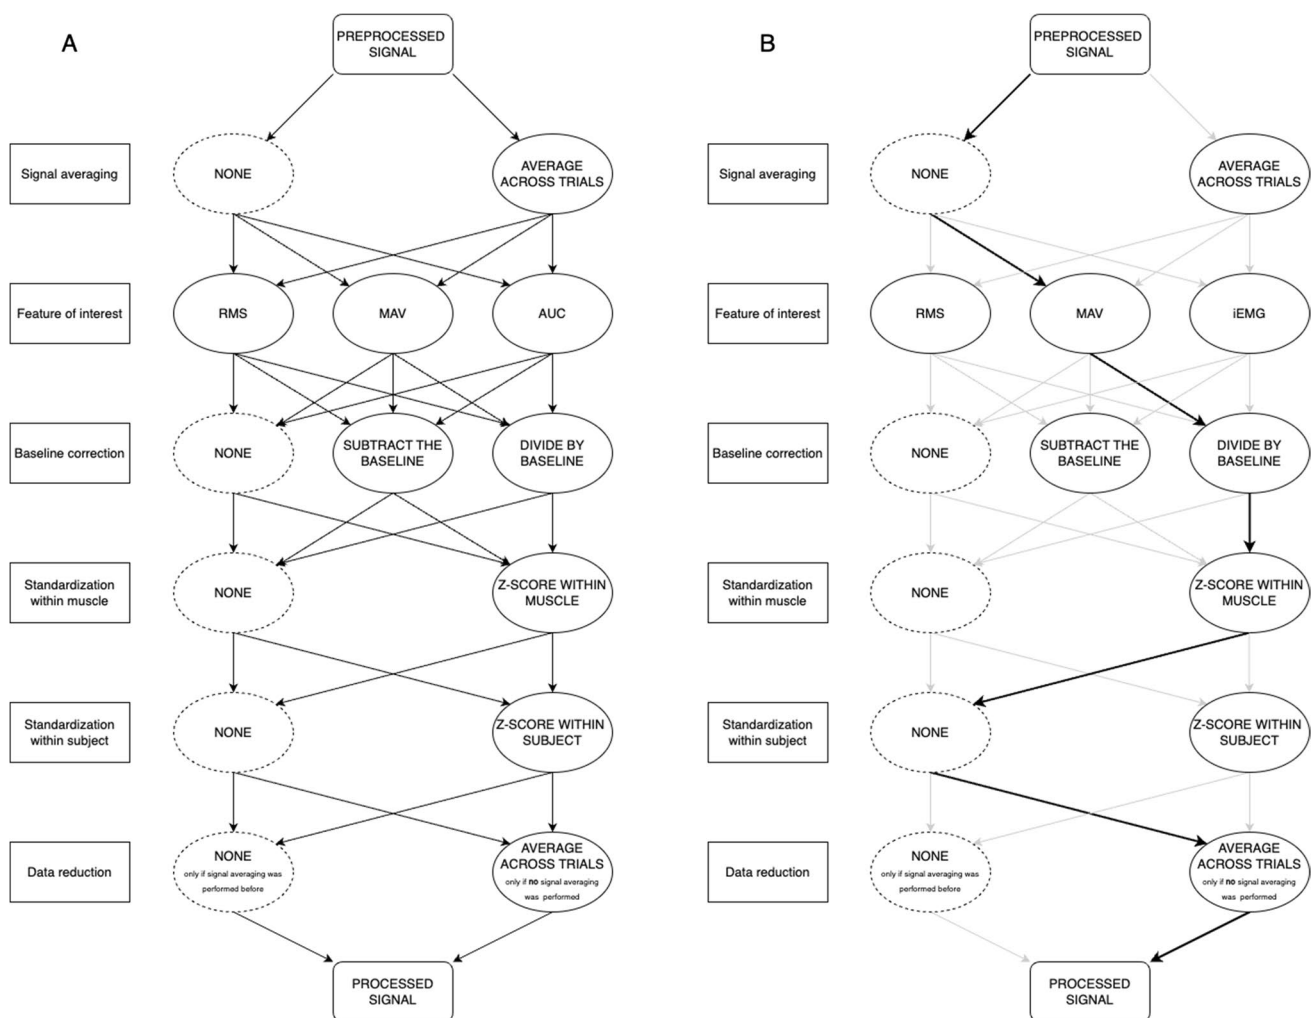 A
PREPROCESSED
SIGNAL
Signal averaging
NONE
AVERAGE
ACROSS TRIALS
Feature of interest
RMS
MAV
AUC
Baseline correction
NONE
SUBTRACT THE
BASELINE
DIVIDE BY
BASELINE
Standardization
within muscle
NONE
Z-SCORE WITHIN
MUSCLE
Standardization
within subject
NONE
Z-SCORE WITHIN
SUBJECT
Data reduction
NONE
only if signal averaging was
performed before
AVERAGE
ACROSS TRIALS
only if no signal averaging
was performed
PROCESSED
SIGNAL
B
PREPROCESSED
SIGNAL
Signal averaging
NONE
AVERAGE
ACROSS TRIALS
Feature of interest
RMS
MAV
iEMG
Baseline correction
NONE
SUBTRACT THE
BASELINE
DIVIDE BY
BASELINE
Standardization
within muscle
NONE
Z-SCORE WITHIN
MUSCLE
Standardization
within subject
NONE
Z-SCORE WITHIN
SUBJECT
Data reduction
NONE
only if signal averaging was
performed before
AVERAGE
ACROSS TRIALS
only if no signal averaging
was performed
PROCESSED
SIGNAL